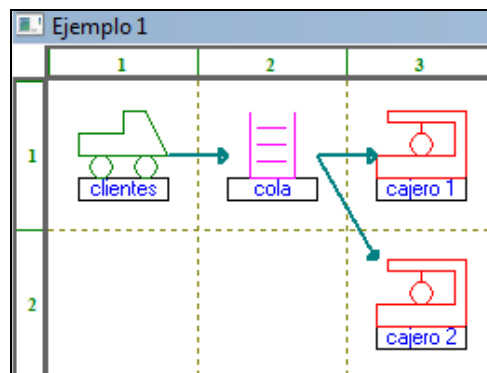 Ejemplo 1
1 2 3
1
clientes cola cajero 1
2
cajero 2